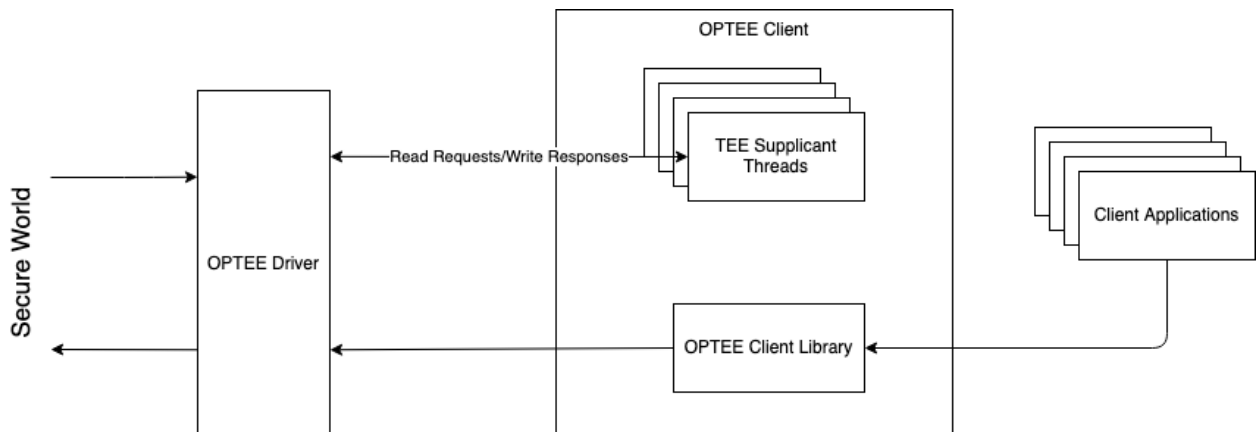 OPTEE Client
TEE Supplicant
Threads
Read Requests/Write Responses
Client Applications
Secure World
OPTEE Driver
OPTEE Client Library